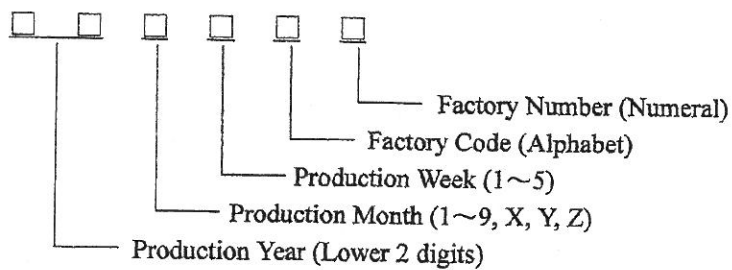 Factory Number (Numeral)
Factory Code (Alphabet)
Production Week (1~5)
Production Month (1~9, X, Y, Z)
Production Year (Lower 2 digits)